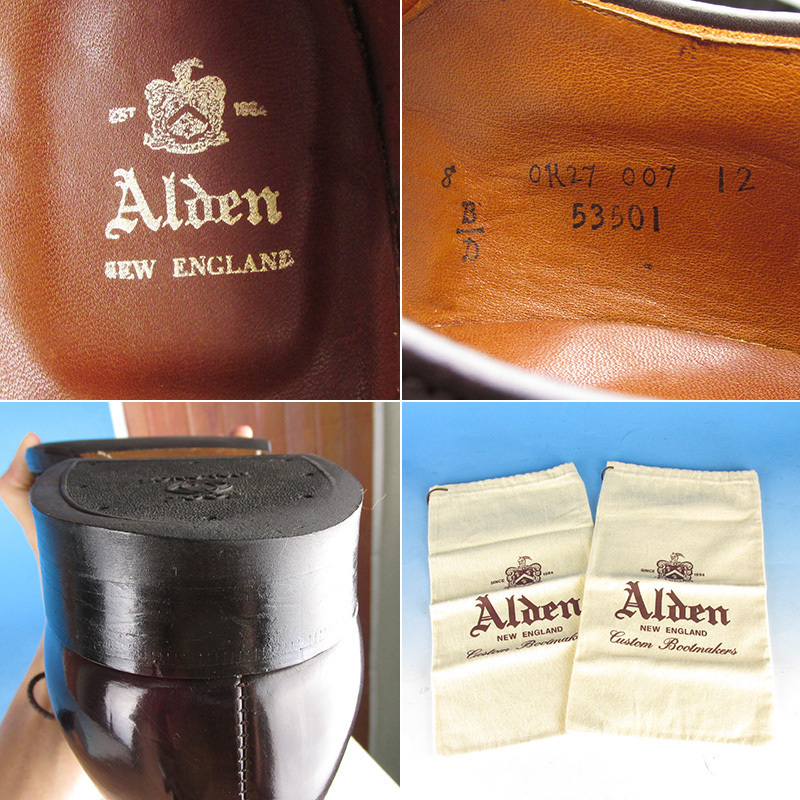 EST 1884
Alden
NEW ENGLAND
8 0K27 007 12
B/D 53501
SINCE 1884
Alden
NEW ENGLAND
Custom Bootmakers
SINCE 1884
Alden
NEW ENGLAND
Custom Bootmakers